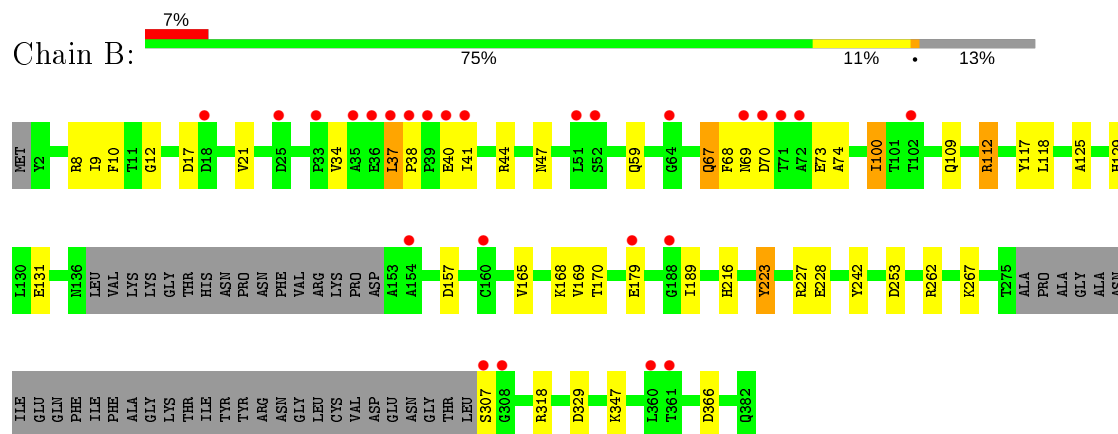 7%
Chain B:
75% 11% • 13%
MET Y2 R8 I9 F10 T11 G12 D17 D18 V21 D25 P33 V34 A35 E36 L37 P38 P39 E40 I41 R44 N47 L51 S52 Q59 G64 Q67 F68 N69 D70 T71 A72 E73 A74 I100 T101 T102 Q109 R112 Y117 L118 A125 H129
L130 E131 N136 LEU VAL LYS LYS GLY THR HIS ASN PRO ASN PHE VAL ARG LYS PRO ASP A153 A154 D157 C160 V165 K168 V169 T170 E179 G188 I189 H216 Y223 R227 E228 Y242 D253 R262 K267 T275 ALA PRO ALA GLY ALA ASN
ILE GLU GLN PHE ILE PHE ALA GLY LYS THR ILE TYR TYR ARG ASN GLY LEU CYS VAL ASP GLU ASN GLY THR LEU S307 G308 R318 D329 K347 L360 T361 D366 Q382